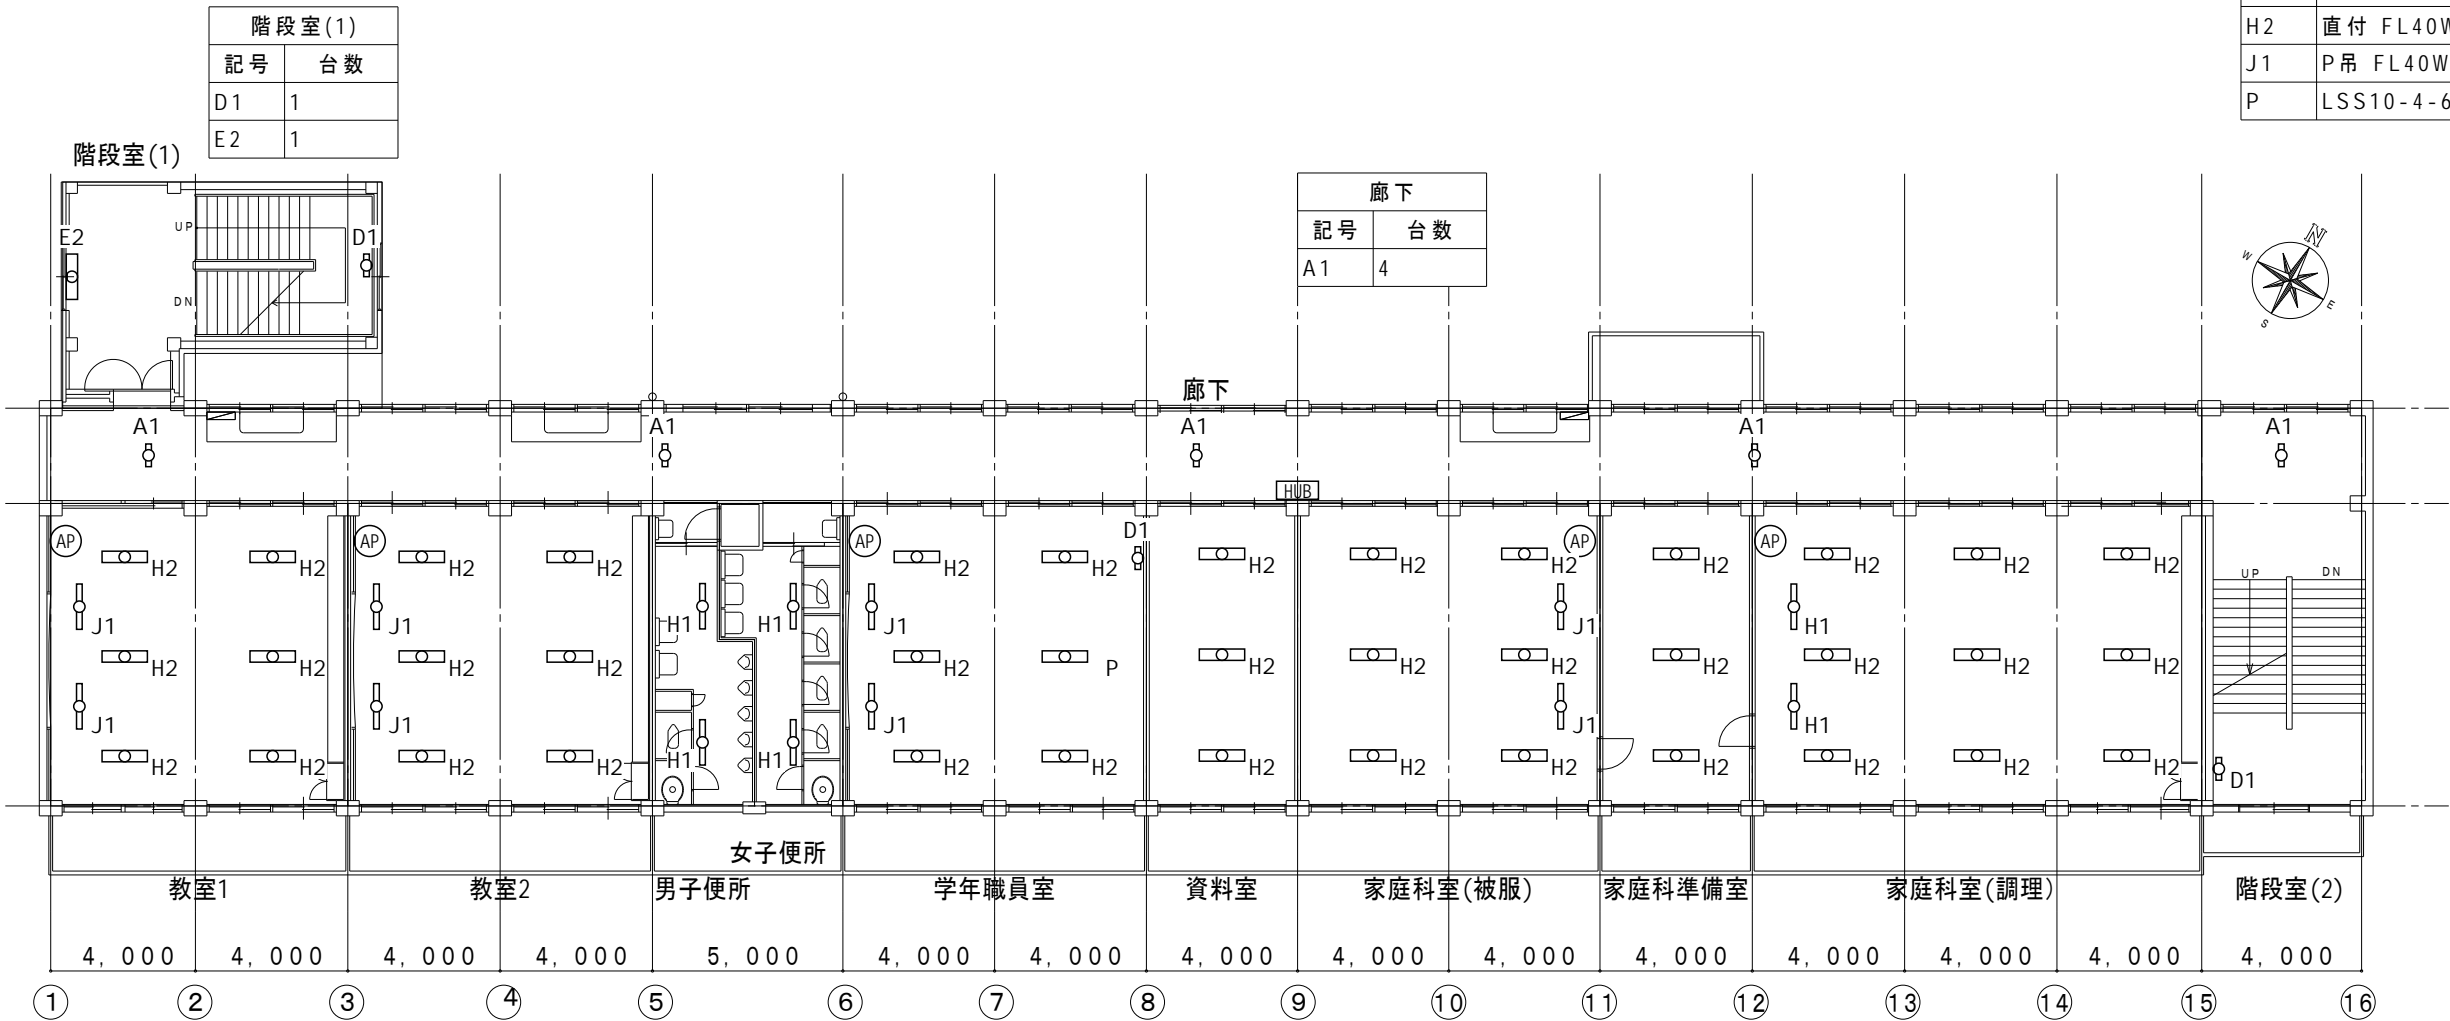 階段室(1)
記号 台数
D1 1
E2 1
H2 直付 FL40W
J1 P吊 FL40W
P LSS10-4-6
階段室(1)
廊下
記号 台数
A1 4
UP
E2 D1
DN
N
W
E
S
廊下
A1 A1 A1 A1 A1
HUB
AP AP AP D1 AP AP
H2 H2 H2 H2 H2 H2 H2 H2 H2 H2 H2 H2 H2
UP DN
J1 J1 H1 H1 J1 J1 H1
H2 H2 H2 H2 H2 P H2 H2 H2 H2 H2 H2 H2
J1 J1 J1 J1 H1
H1 H1
H2 H2 H2 H2 H2 H2 H2 H2 H2 H2 H2 H2 H2
D1
女子便所
教室1 教室2 男子便所 学年職員室 資料室 家庭科室(被服) 家庭科準備室 家庭科室(調理) 階段室(2)
4,000 4,000 4,000 4,000 5,000 4,000 4,000 4,000 4,000 4,000 4,000 4,000 4,000 4,000 4,000
1 2 3 4 5 6 7 8 9 10 11 12 13 14 15 16